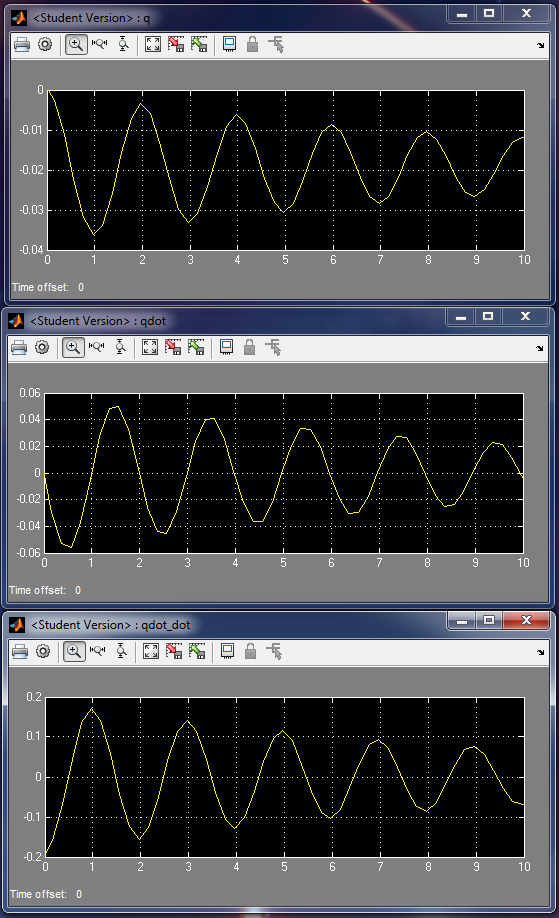 <Student Version> : q
0
-0.01
-0.02
-0.03
-0.04
0 1 2 3 4 5 6 7 8 9 10
Time offset: 0
<Student Version> : qdot
0.06
0.04
0.02
0
-0.02
-0.04
-0.06
0 1 2 3 4 5 6 7 8 9 10
Time offset: 0
<Student Version> : qdot_dot
0.2
0.1
0
-0.1
-0.2
0 1 2 3 4 5 6 7 8 9 10
Time offset: 0